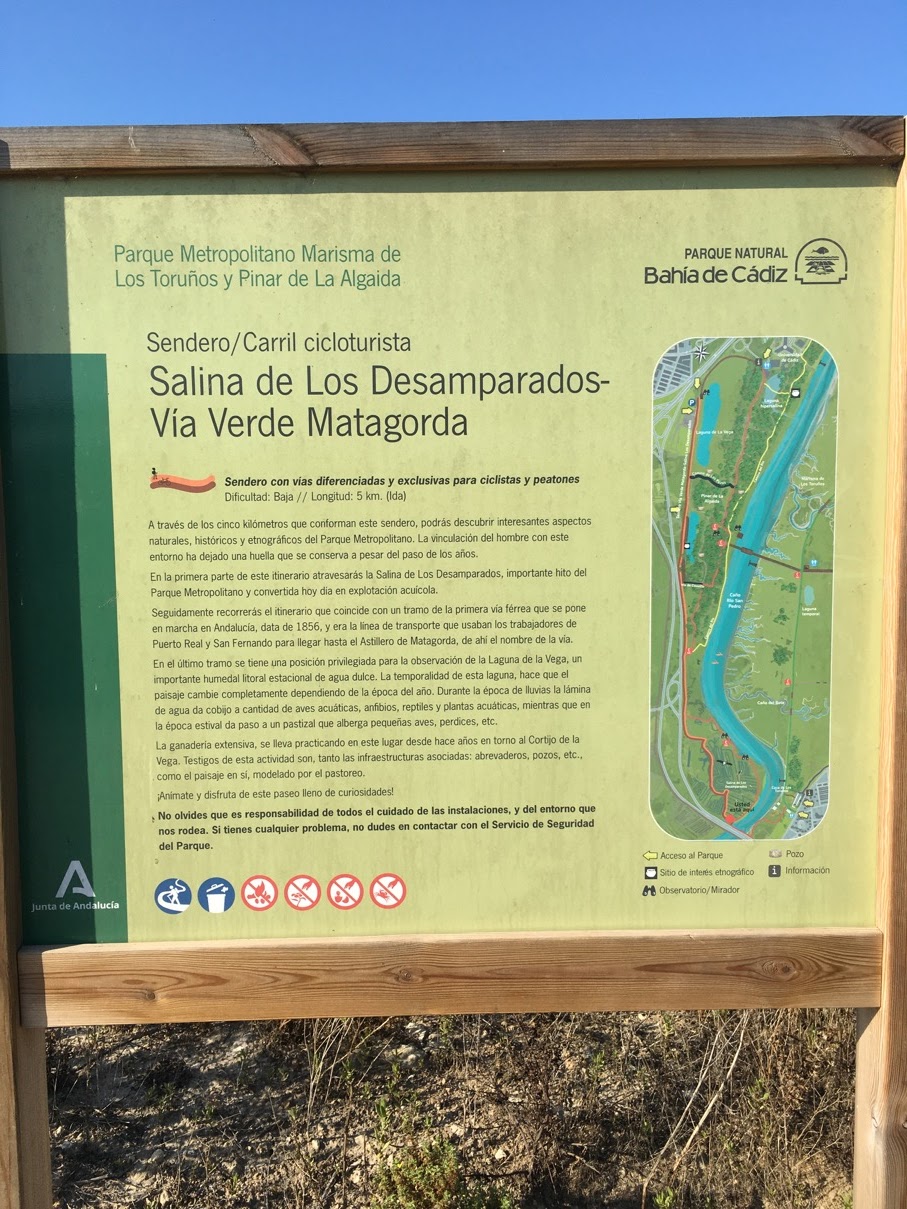 Parque Metropolitano Marisma de
Los Toruños y Pinar de La Algaida
PARQUE NATURAL
Bahía de Cádiz
Sendero/Carril cicloturista
Salina de Los Desamparados-
Vía Verde Matagorda
Sendero con vías diferenciadas y exclusivas para ciclistas y peatones
Dificultad: Baja // Longitud: 5 km. (Ida)
A través de los cinco kilómetros que conforman este sendero, podrás descubrir interesantes aspectos
naturales, históricos y etnográficos del Parque Metropolitano. La vinculación del hombre con este
entorno ha dejado una huella que se conserva a pesar del paso de los años.
En la primera parte de este itinerario atravesarás la Salina de Los Desamparados, importante hito del
Parque Metropolitano y convertida hoy día en explotación acuícola.
Seguidamente recorrerás el itinerario que coincide con un tramo de la primera vía férrea que se pone
en marcha en Andalucía, data de 1856, y era la línea de transporte que usaban los trabajadores de
Puerto Real y San Fernando para llegar hasta el Astillero de Matagorda, de ahí el nombre de la vía.
En el último tramo se tiene una posición privilegiada para la observación de la Laguna de la Vega, un
importante humedal litoral estacional de agua dulce. La temporalidad de esta laguna, hace que el
paisaje cambie completamente dependiendo de la época del año. Durante la época de lluvias la lámina
de agua da cobijo a cantidad de aves acuáticas, anfibios, reptiles y plantas acuáticas, mientras que en
la época estival da paso a un pastizal que alberga pequeñas aves, perdices, etc.
La ganadería extensiva, se lleva practicando en este lugar desde hace años en torno al Cortijo de la
Vega. Testigos de esta actividad son, tanto las infraestructuras asociadas: abrevaderos, pozos, etc.,
como el paisaje en sí, modelado por el pastoreo.
¡Anímate y disfruta de este paseo lleno de curiosidades!
No olvides que es responsabilidad de todos el cuidado de las instalaciones, y del entorno que
nos rodea. Si tienes cualquier problema, no dudes en contactar con el Servicio de Seguridad
del Parque.
Junta de Andalucía
Laguna de La Vega
Pinar de La
Algaida
Caño
Río San
Pedro
Marisma de
Los Toruños
Laguna
temporal
Usted
está aquí
Acceso al Parque
Sitio de interés etnográfico
Observatorio/Mirador
Pozo
Información